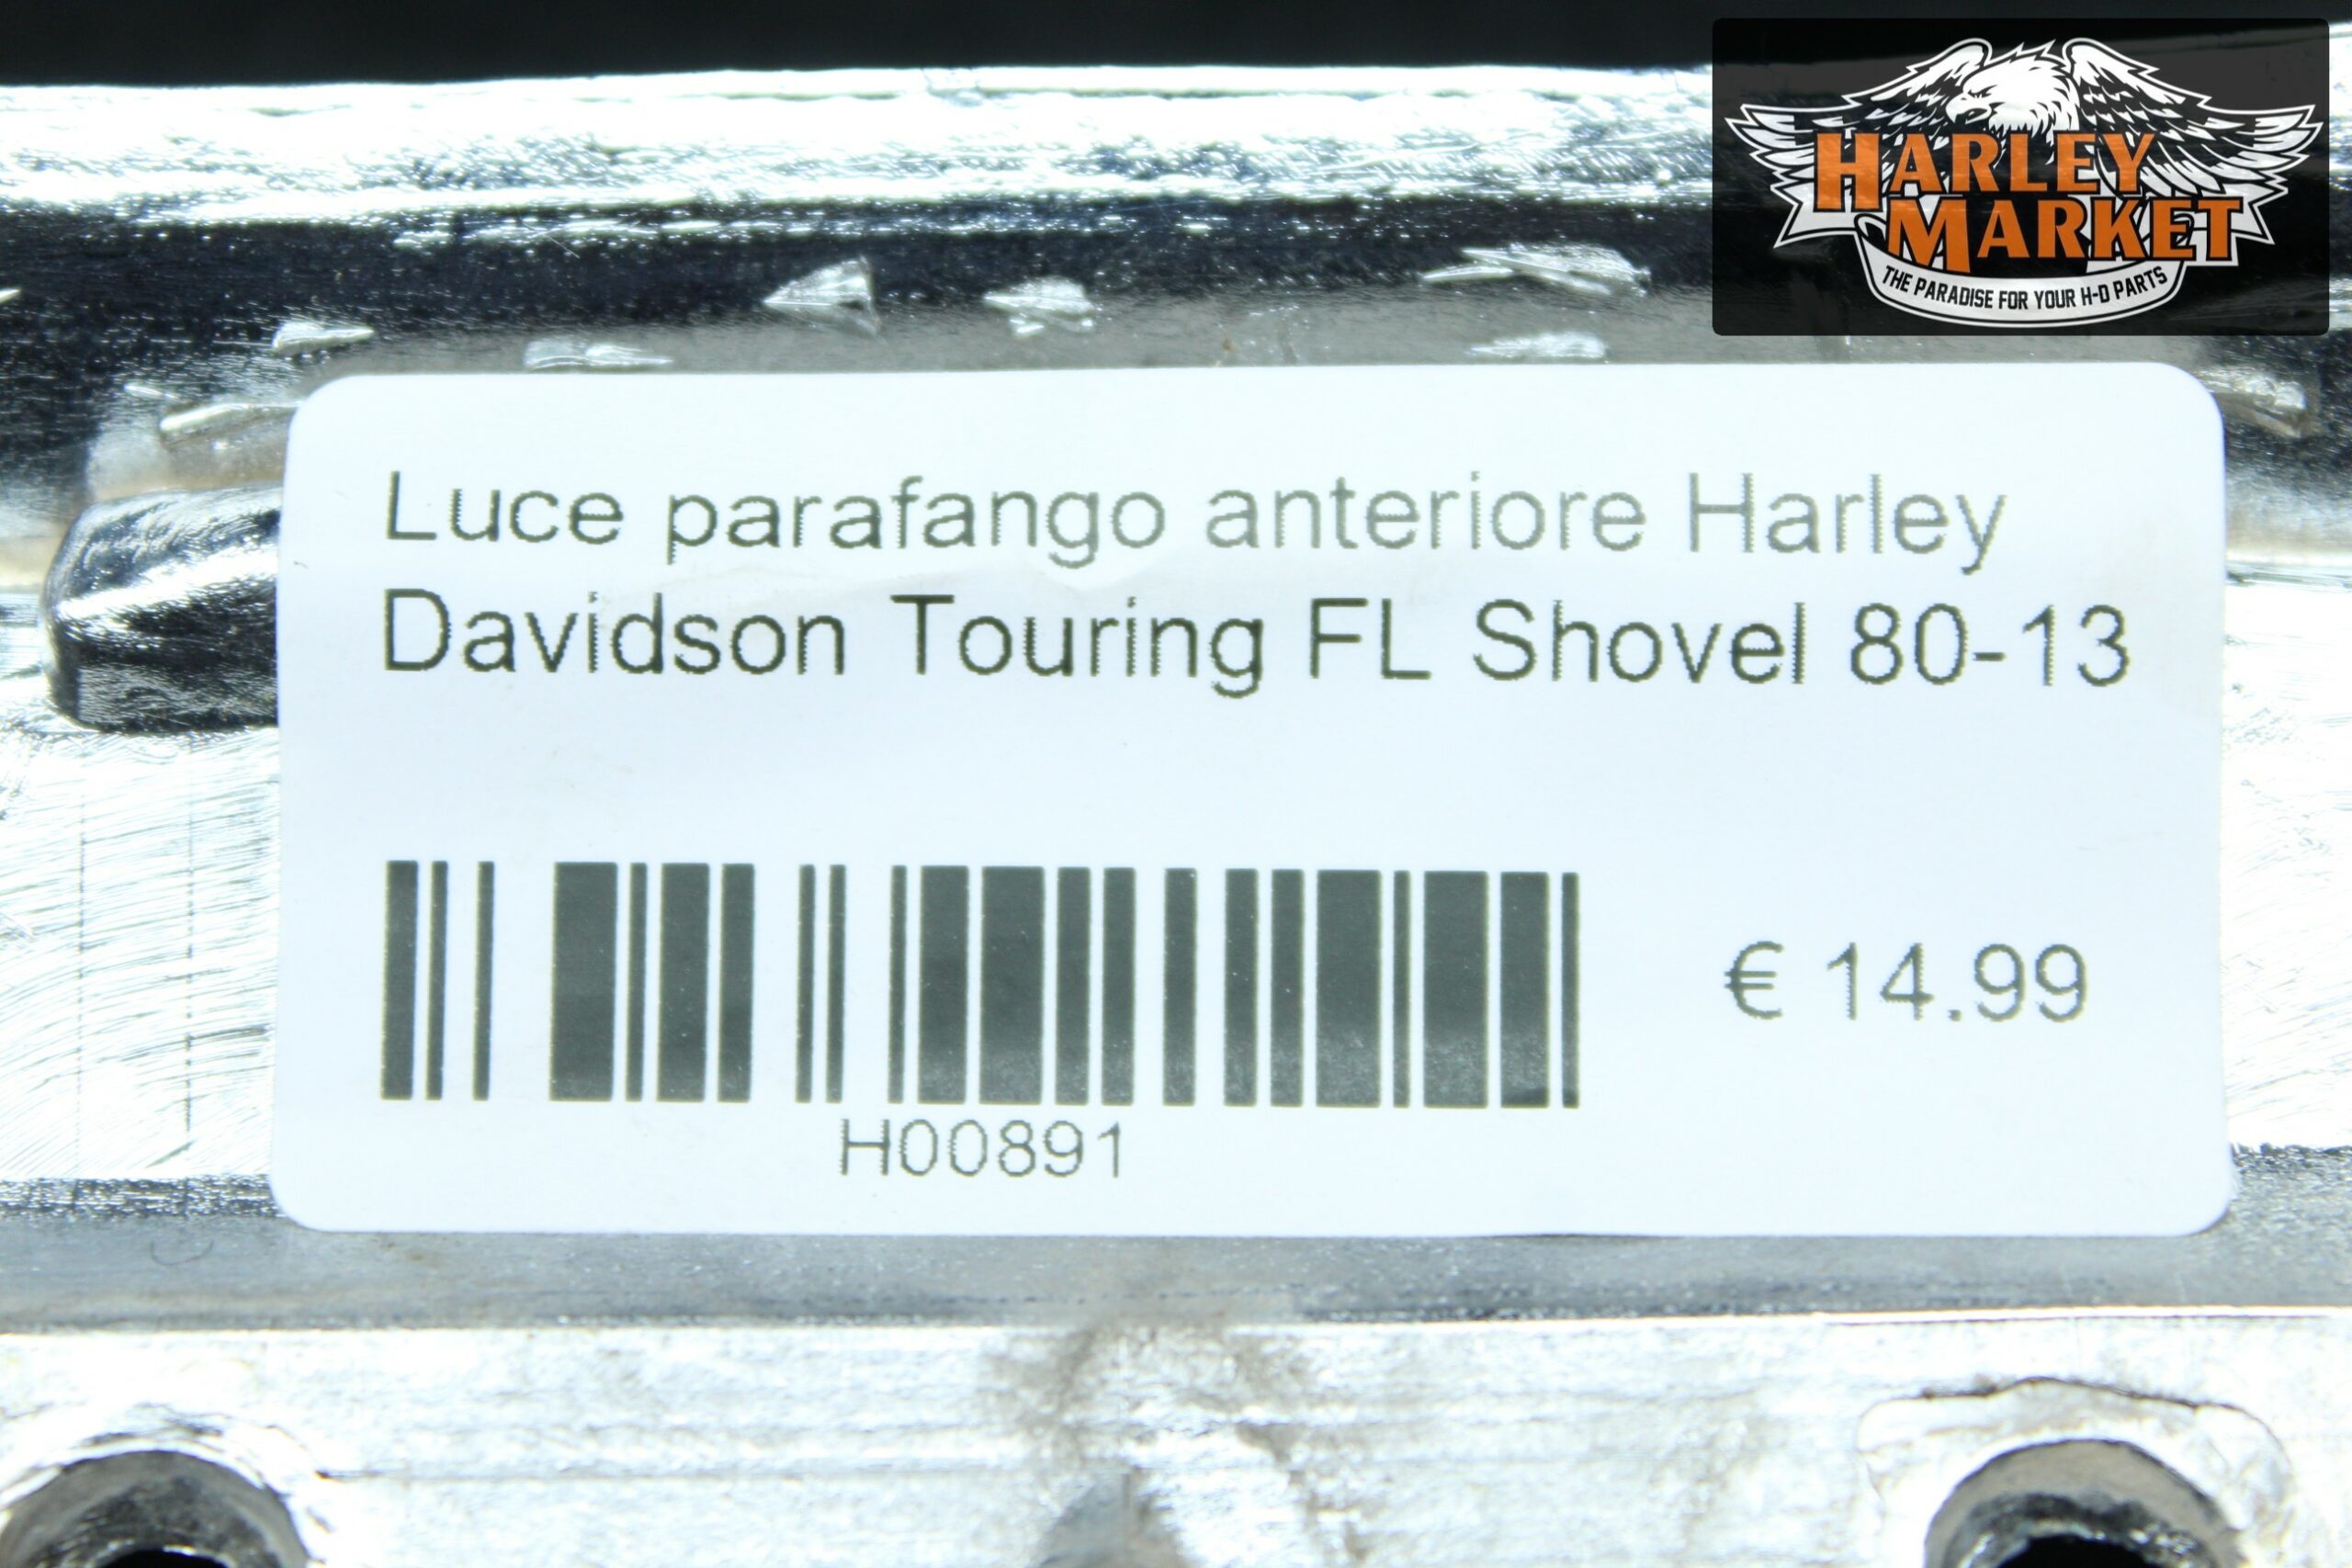 HARLEY
MARKET
THE PARADISE FOR YOUR H-D PARTS
Luce parafango anteriore Harley
Davidson Touring FL Shovel 80-13
€ 14.99
H00891